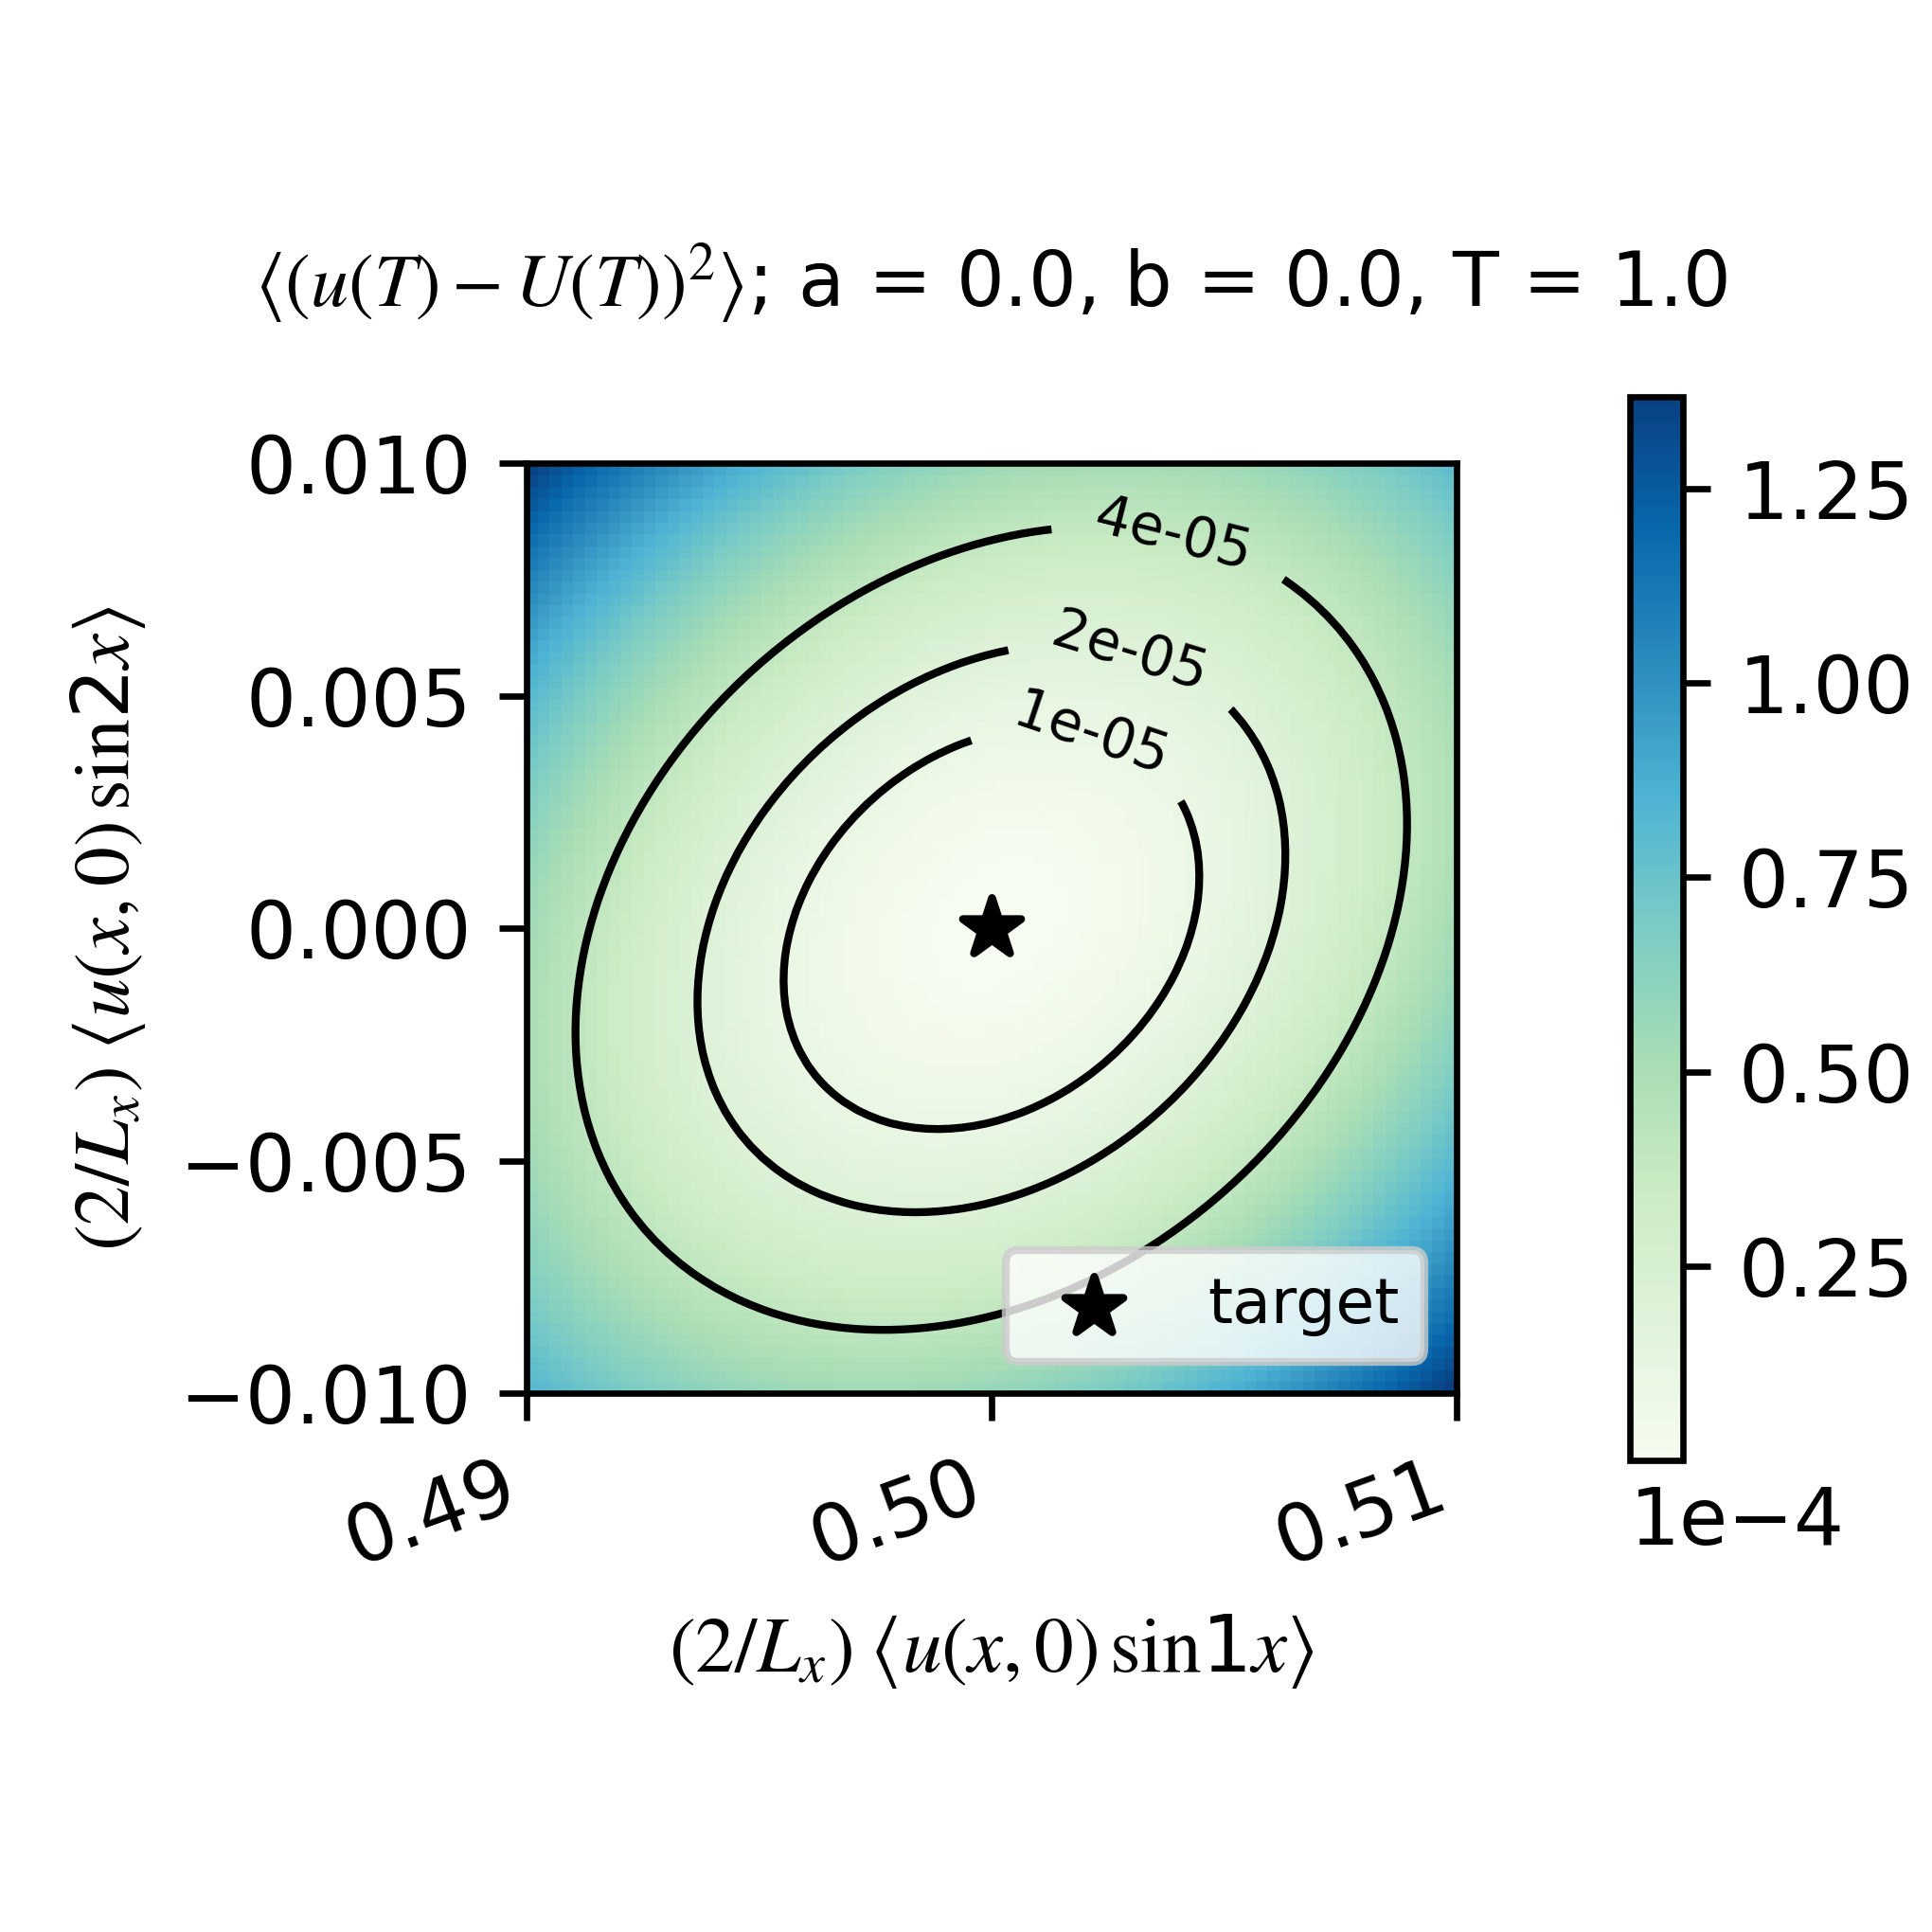 ⟨(u(T) − U(T))²⟩; a = 0.0, b = 0.0, T = 1.0
0.010
0.005
0.000
−0.005
−0.010
(2/Lₓ) ⟨u(x, 0) sin2x⟩
4e-05
2e-05
1e-05
target
0.49
0.50
0.51
(2/Lₓ) ⟨u(x, 0) sin1x⟩
1.25
1.00
0.75
0.50
0.25
1e−4